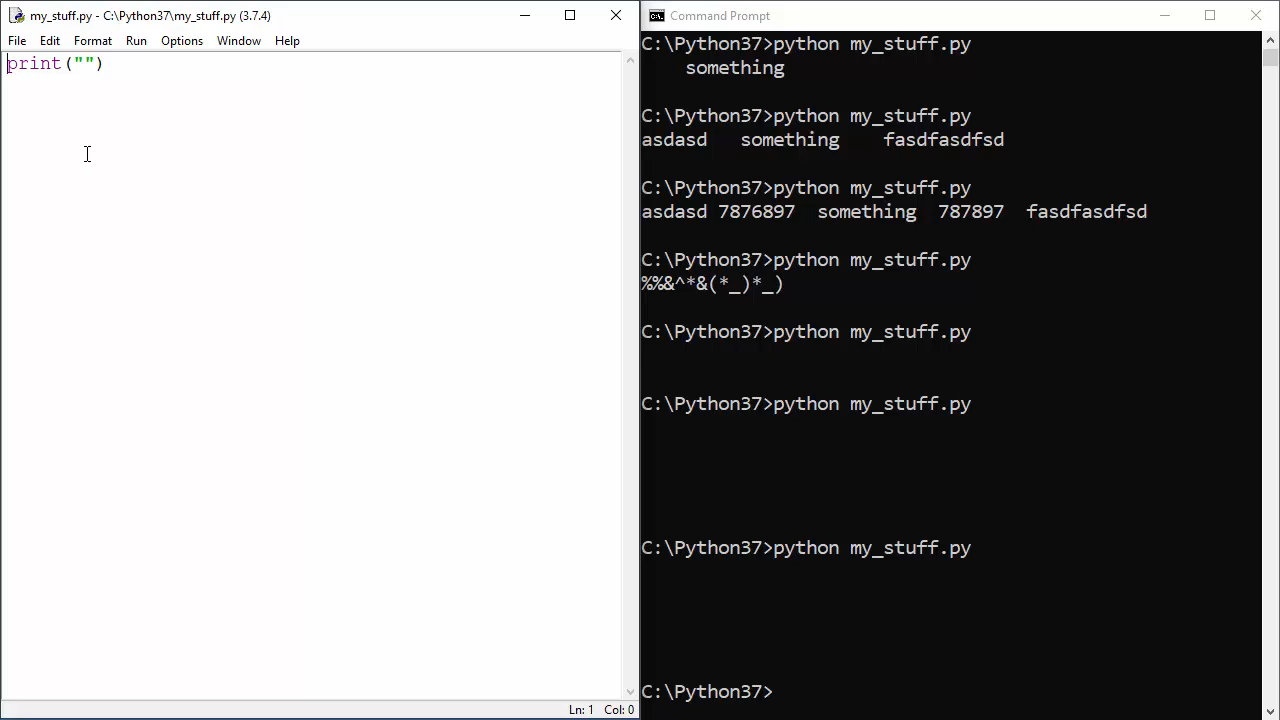 my_stuff.py - C:\Python37\my_stuff.py (3.7.4)
File Edit Format Run Options Window Help
print("")
Ln: 1 Col: 0
Command Prompt
C:\Python37>python my_stuff.py
    something
C:\Python37>python my_stuff.py
asdasd   something    fasdfasdfsd
C:\Python37>python my_stuff.py
asdasd 7876897  something  787897  fasdfasdfsd
C:\Python37>python my_stuff.py
%%&^*&(*_)*_)
C:\Python37>python my_stuff.py
C:\Python37>python my_stuff.py
C:\Python37>python my_stuff.py
C:\Python37>